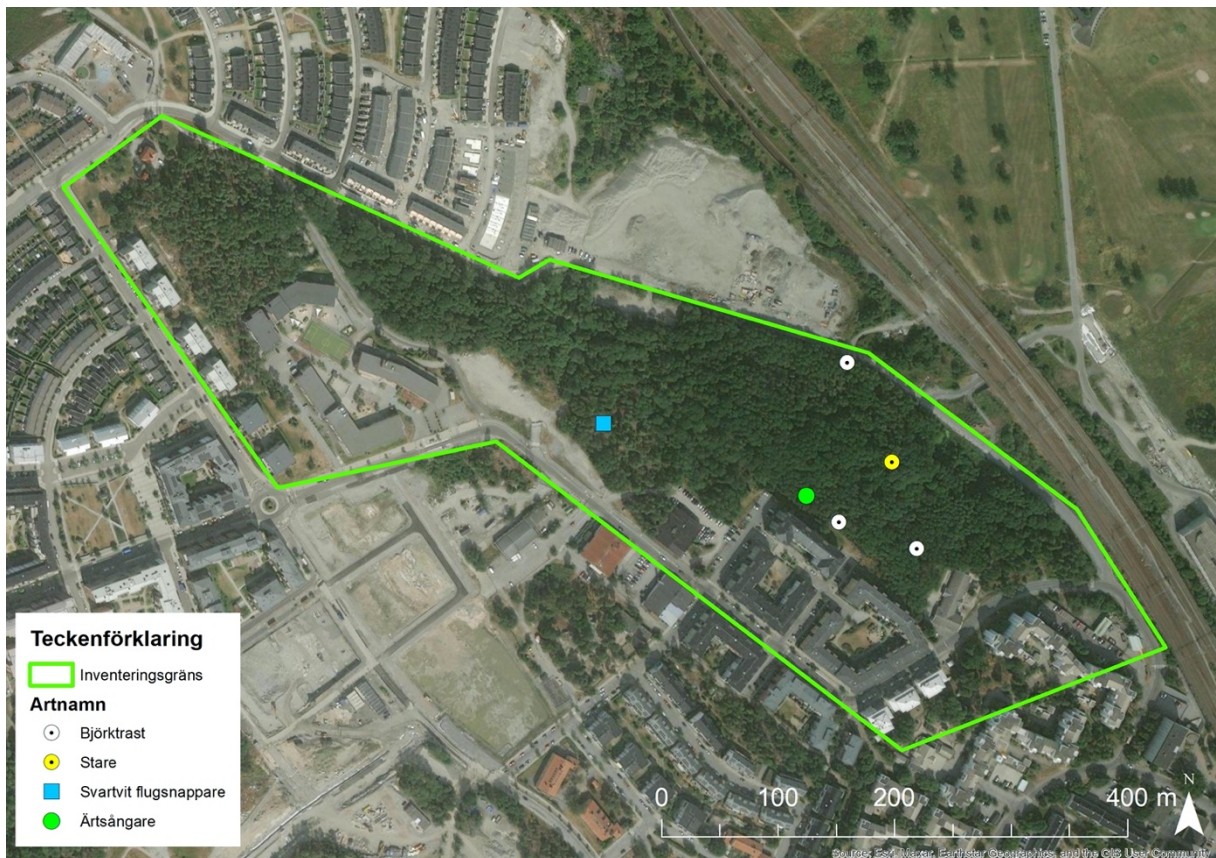 Teckenförklaring
Inventeringsgräns
Artnamn
Björktrast
Stare
Svartvit flugsnappare
Ärtsångare
0 100 200 400 m
N
Source: Esri, Maxar, Earthstar Geographics, and the GIS User Community